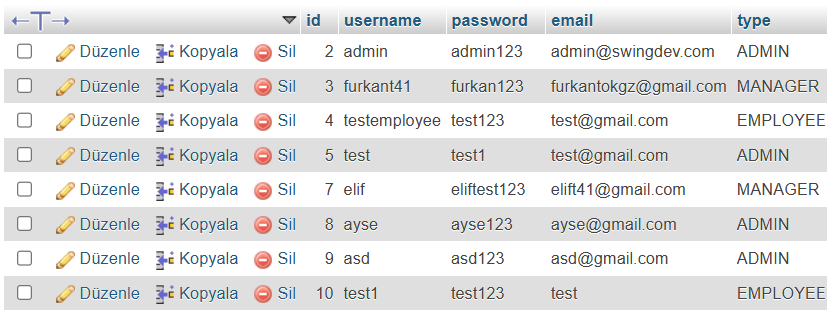 id username password email type
Düzenle Kopyala Sil 2 admin admin123 admin@swingdev.com ADMIN
Düzenle Kopyala Sil 3 furkant41 furkan123 furkantokgz@gmail.com MANAGER
Düzenle Kopyala Sil 4 testemployee test123 test@gmail.com EMPLOYEE
Düzenle Kopyala Sil 5 test test1 test@gmail.com ADMIN
Düzenle Kopyala Sil 7 elif eliftest123 elift41@gmail.com MANAGER
Düzenle Kopyala Sil 8 ayse ayse123 ayse@gmail.com ADMIN
Düzenle Kopyala Sil 9 asd asd123 asd@gmail.com ADMIN
Düzenle Kopyala Sil 10 test1 test123 test EMPLOYEE